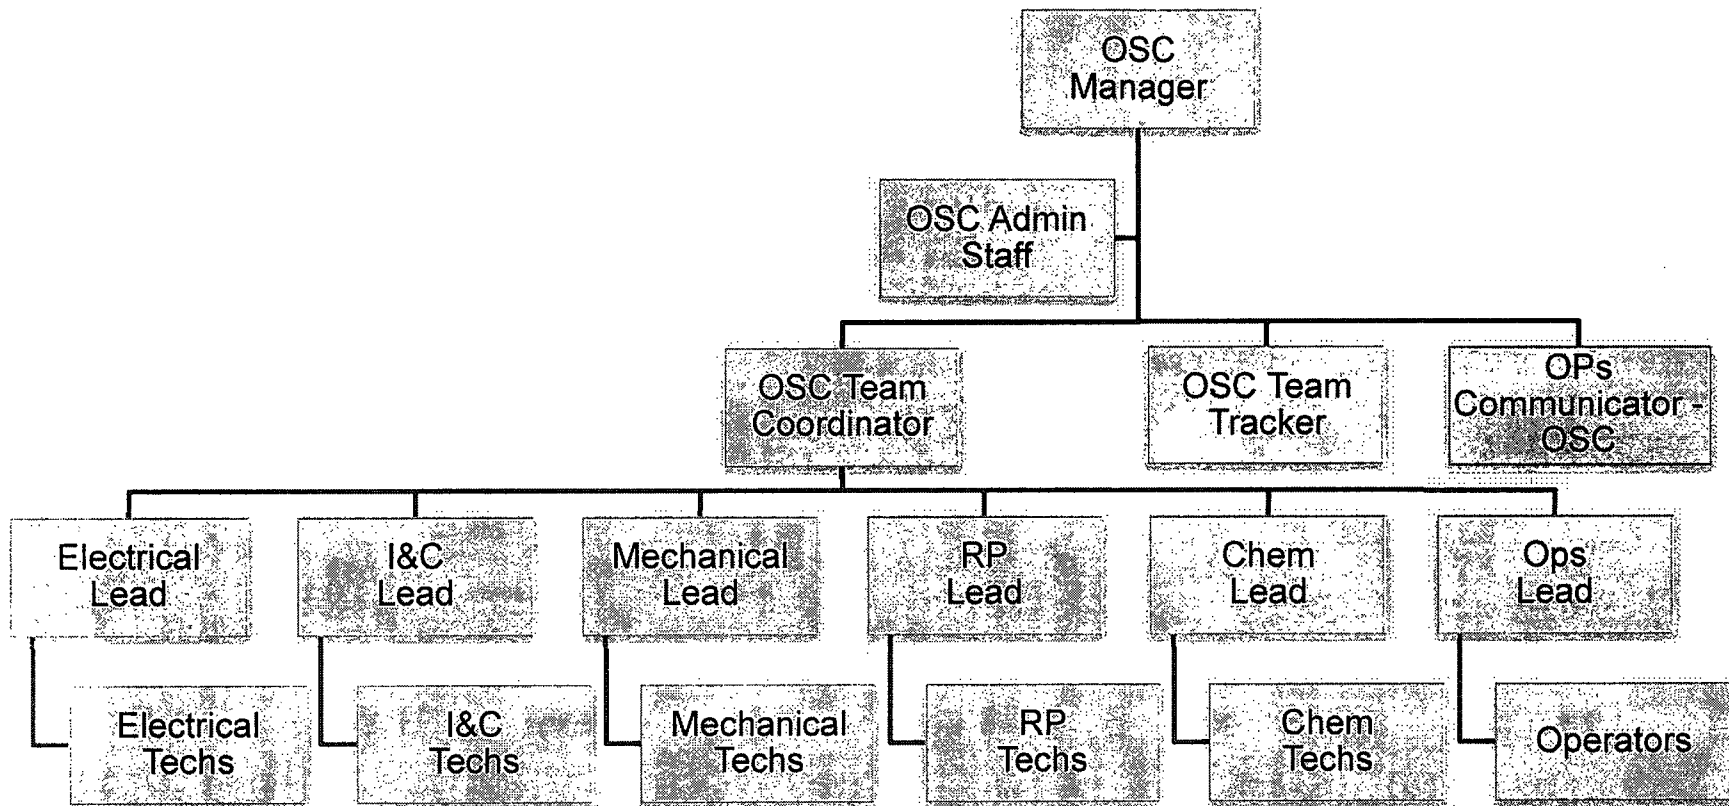 OSC
Manager
OSC Admin
Staff
OSC Team
Coordinator
OSC Team
Tracker
OPs
Communicator -
OSC
Electrical
Lead
I&C
Lead
Mechanical
Lead
RP
Lead
Chem
Lead
Ops
Lead
Electrical
Techs
I&C
Techs
Mechanical
Techs
RP
Techs
Chem
Techs
Operators